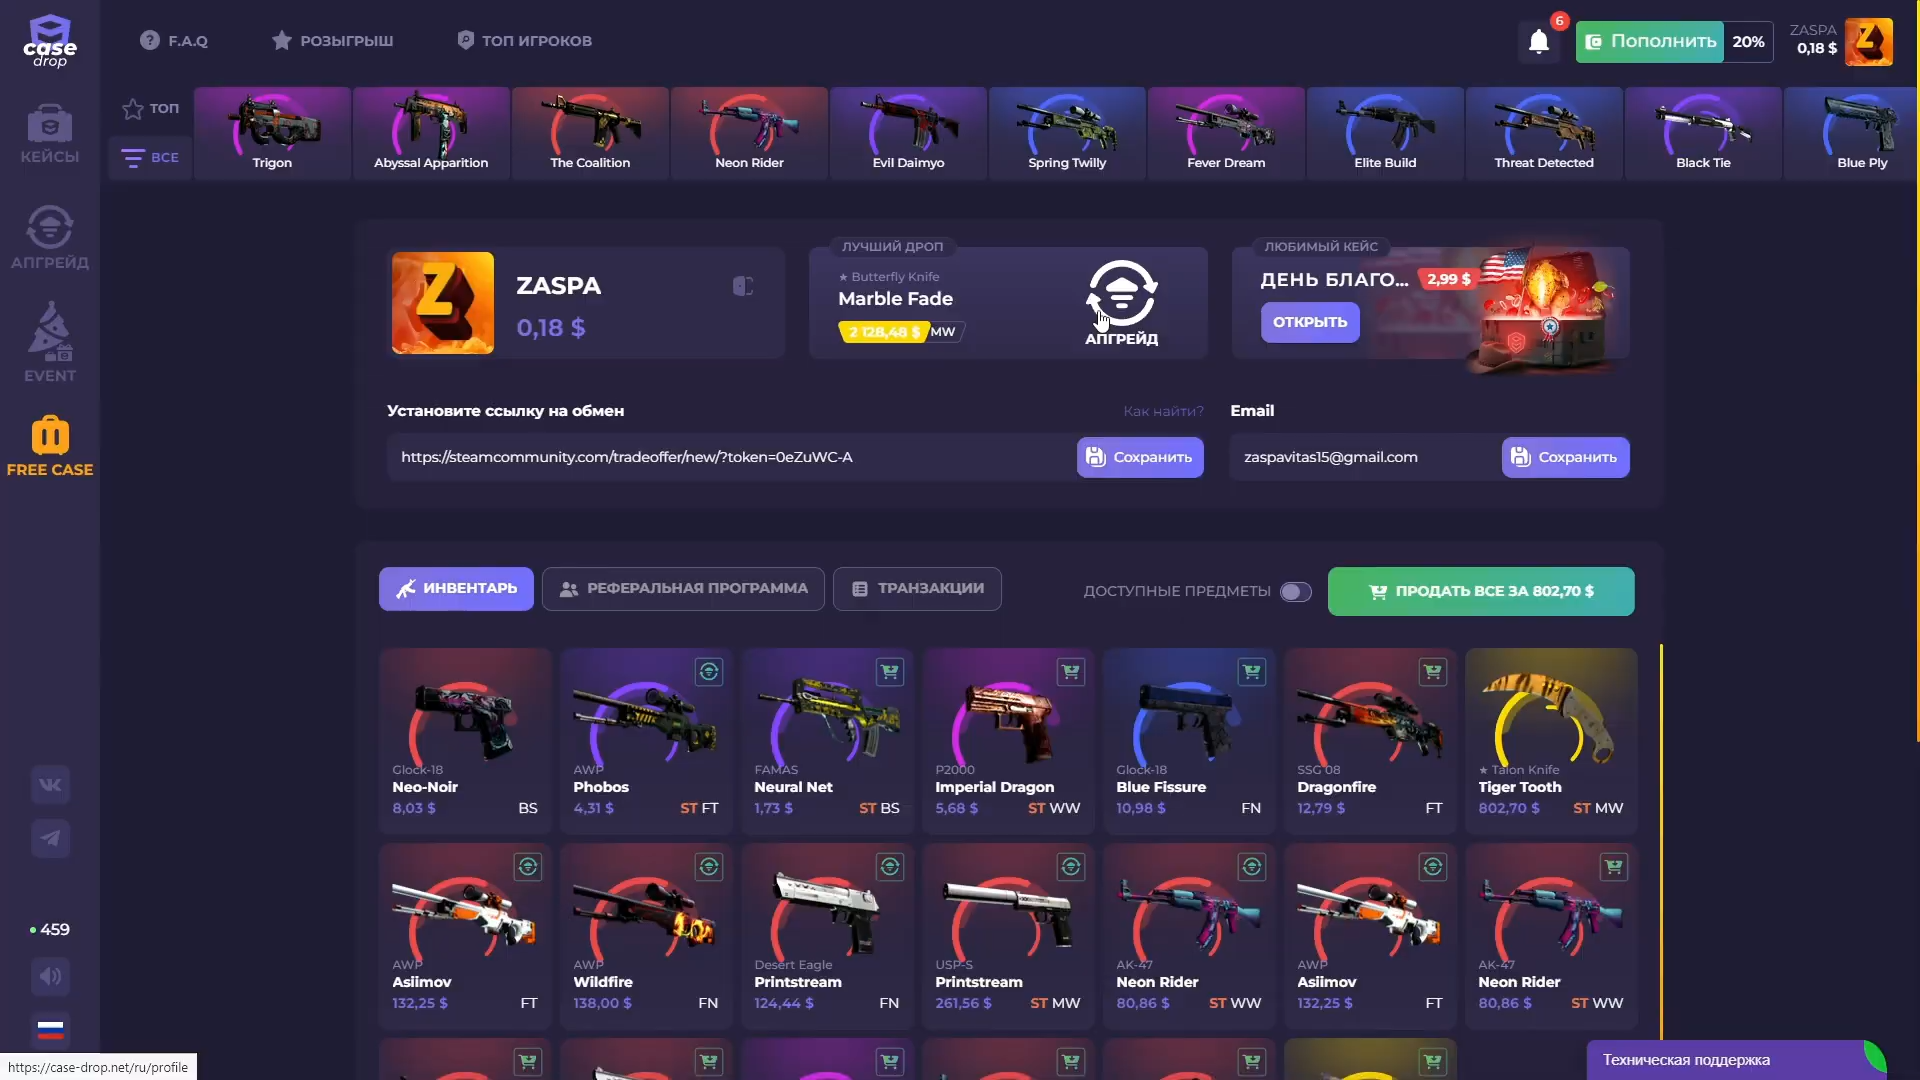 case
drop
F.A.Q
РОЗЫГРЫШ
ТОП ИГРОКОВ
6
Пополнить
20%
ZASPA
0,18 $
КЕЙСЫ
АПГРЕЙД
EVENT
FREE CASE
459
ТОП
ВСЕ
Trigon
Abyssal Apparition
The Coalition
Neon Rider
Evil Daimyo
Spring Twilly
Fever Dream
Elite Build
Threat Detected
Black Tie
Blue Ply
ZASPA
0,18 $
ЛУЧШИЙ ДРОП
★ Butterfly Knife
Marble Fade
2 128,48 $ MW
АПГРЕЙД
ЛЮБИМЫЙ КЕЙС
ДЕНЬ БЛАГО... 2,99 $
ОТКРЫТЬ
Установите ссылку на обмен
Как найти?
https://steamcommunity.com/tradeoffer/new/?token=0eZuWC-A
Сохранить
Email
zaspavitas15@gmail.com
Сохранить
ИНВЕНТАРЬ
РЕФЕРАЛЬНАЯ ПРОГРАММА
ТРАНЗАКЦИИ
ДОСТУПНЫЕ ПРЕДМЕТЫ
ПРОДАТЬ ВСЕ ЗА 802,70 $
Glock-18
Neo-Noir
8,03 $ BS
AWP
Phobos
4,31 $ ST FT
FAMAS
Neural Net
1,73 $ ST BS
P2000
Imperial Dragon
5,68 $ ST WW
Glock-18
Blue Fissure
10,98 $ FN
SSG 08
Dragonfire
12,79 $ FT
★ Talon Knife
Tiger Tooth
802,70 $ ST MW
AWP
Asiimov
132,25 $ FT
AWP
Wildfire
138,00 $ FN
Desert Eagle
Printstream
124,44 $ FN
USP-S
Printstream
261,56 $ ST MW
AK-47
Neon Rider
80,86 $ ST WW
AWP
Asiimov
132,25 $ FT
AK-47
Neon Rider
80,86 $ ST WW
Техническая поддержка
https://case-drop.net/ru/profile